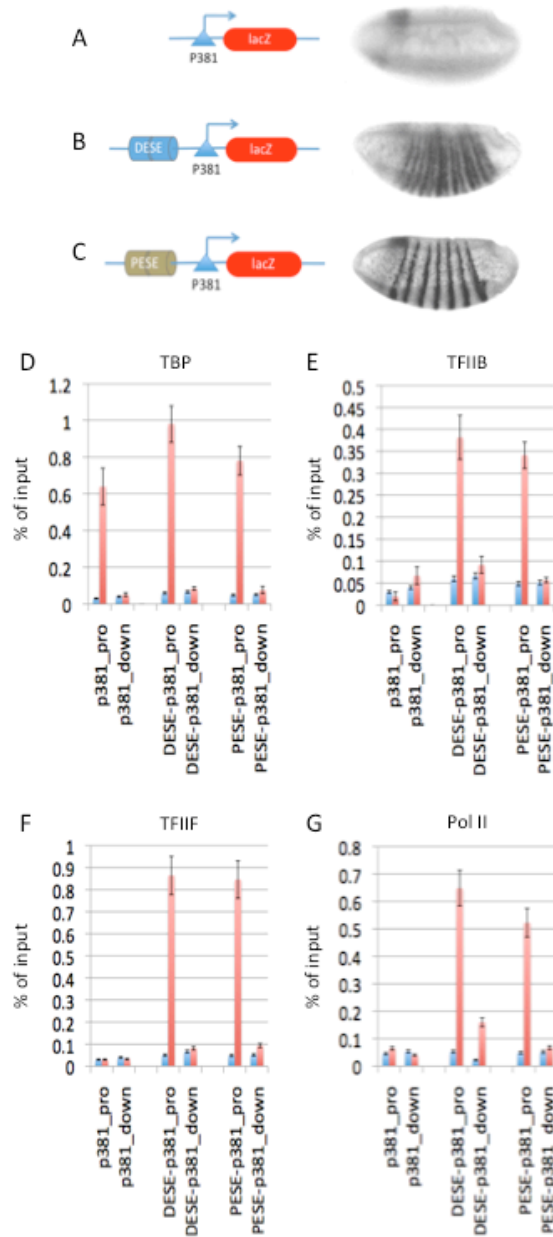 A
P381
lacZ
B
DESE
P381
lacZ
C
PESE
P381
lacZ
D
TBP
% of input
1.2
1
0.8
0.6
0.4
0.2
0
p381_pro
p381_down
DESE-p381_pro
DESE-p381_down
PESE-p381_pro
PESE-p381_down
E
TFIIB
% of input
0.5
0.45
0.4
0.35
0.3
0.25
0.2
0.15
0.1
0.05
0
p381_pro
p381_down
DESE-p381_pro
DESE-p381_down
PESE-p381_pro
PESE-p381_down
F
TFIIF
% of input
1
0.9
0.8
0.7
0.6
0.5
0.4
0.3
0.2
0.1
0
p381_pro
p381_down
DESE-p381_pro
DESE-p381_down
PESE-p381_pro
PESE-p381_down
G
Pol II
% of input
0.8
0.7
0.6
0.5
0.4
0.3
0.2
0.1
0
p381_pro
p381_down
DESE-p381_pro
DESE-p381_down
PESE-p381_pro
PESE-p381_down